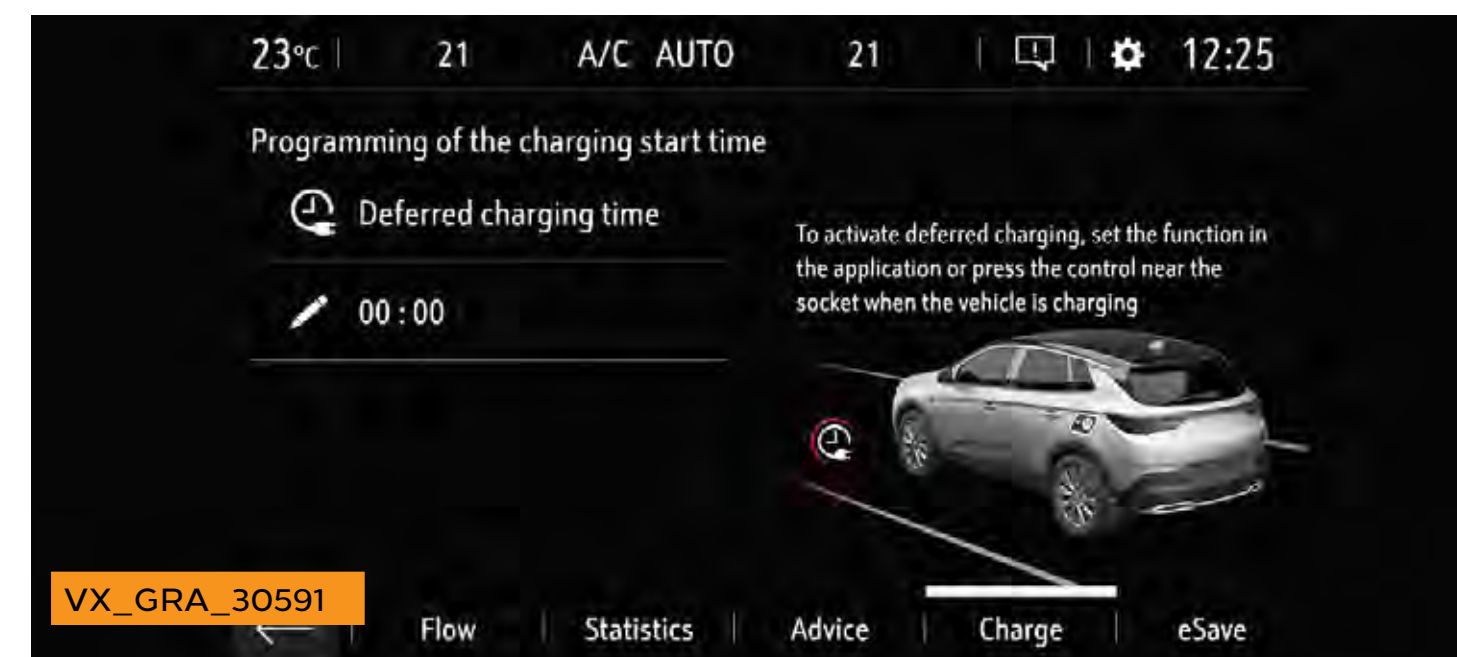 23°C 21 A/C AUTO 21 12:25
Programming of the charging start time
Deferred charging time
00 : 00
To activate deferred charging, set the function in
the application or press the control near the
socket when the vehicle is charging
VX_GRA_30591
Flow Statistics Advice Charge eSave